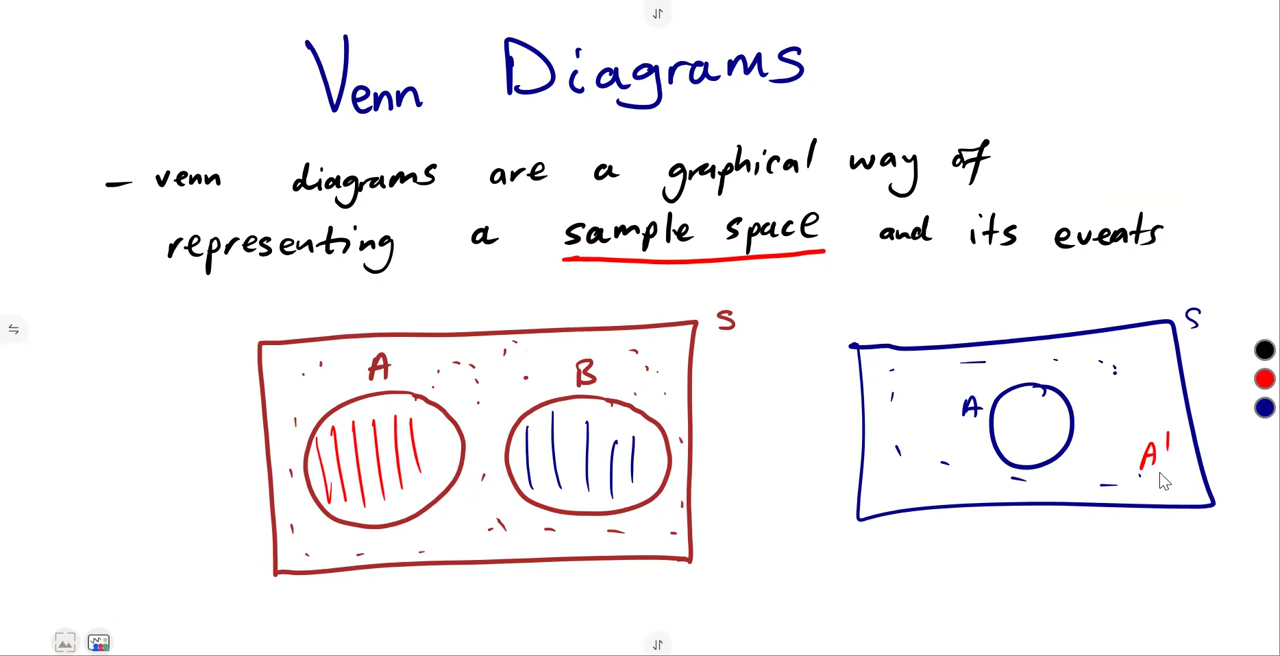 Venn Diagrams
– venn diagrams are a graphical way of
representing a sample space and its events
S
A B
S
A
A'